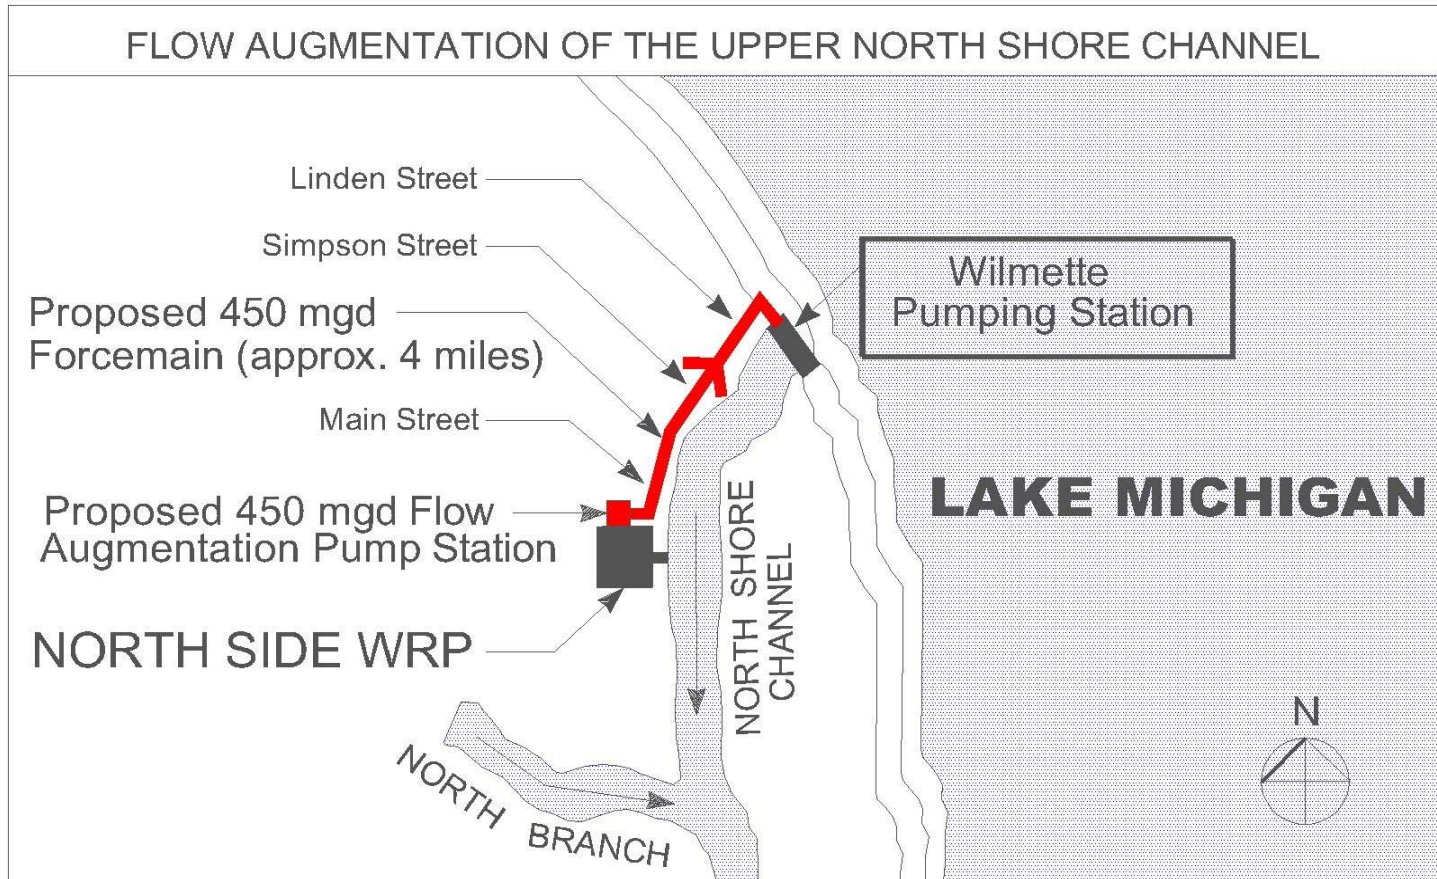 FLOW AUGMENTATION OF THE UPPER NORTH SHORE CHANNEL
Linden Street
Simpson Street
Wilmette
Pumping Station
Proposed 450 mgd
Forcemain (approx. 4 miles)
Main Street
LAKE MICHIGAN
Proposed 450 mgd Flow
Augmentation Pump Station
NORTH SHORE
CHANNEL
NORTH SIDE WRP
N
NORTH BRANCH